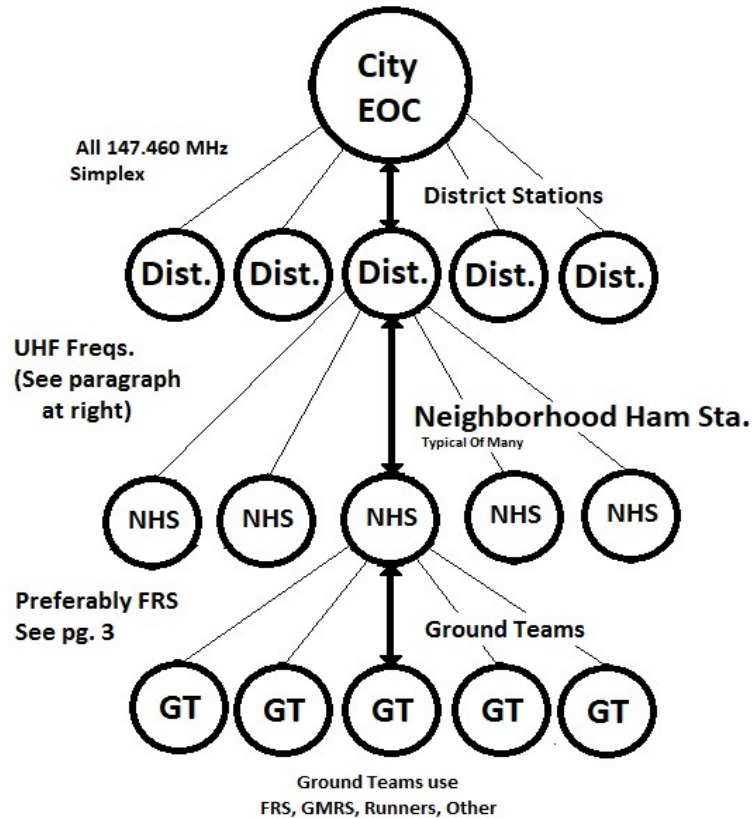 City
EOC
All 147.460 MHz
Simplex
District Stations
Dist.
Dist.
Dist.
Dist.
Dist.
UHF Freqs.
(See paragraph
at right)
Neighborhood Ham Sta.
Typical Of Many
NHS
NHS
NHS
NHS
NHS
Preferably FRS
See pg. 3
Ground Teams
GT
GT
GT
GT
GT
Ground Teams use
FRS, GMRS, Runners, Other